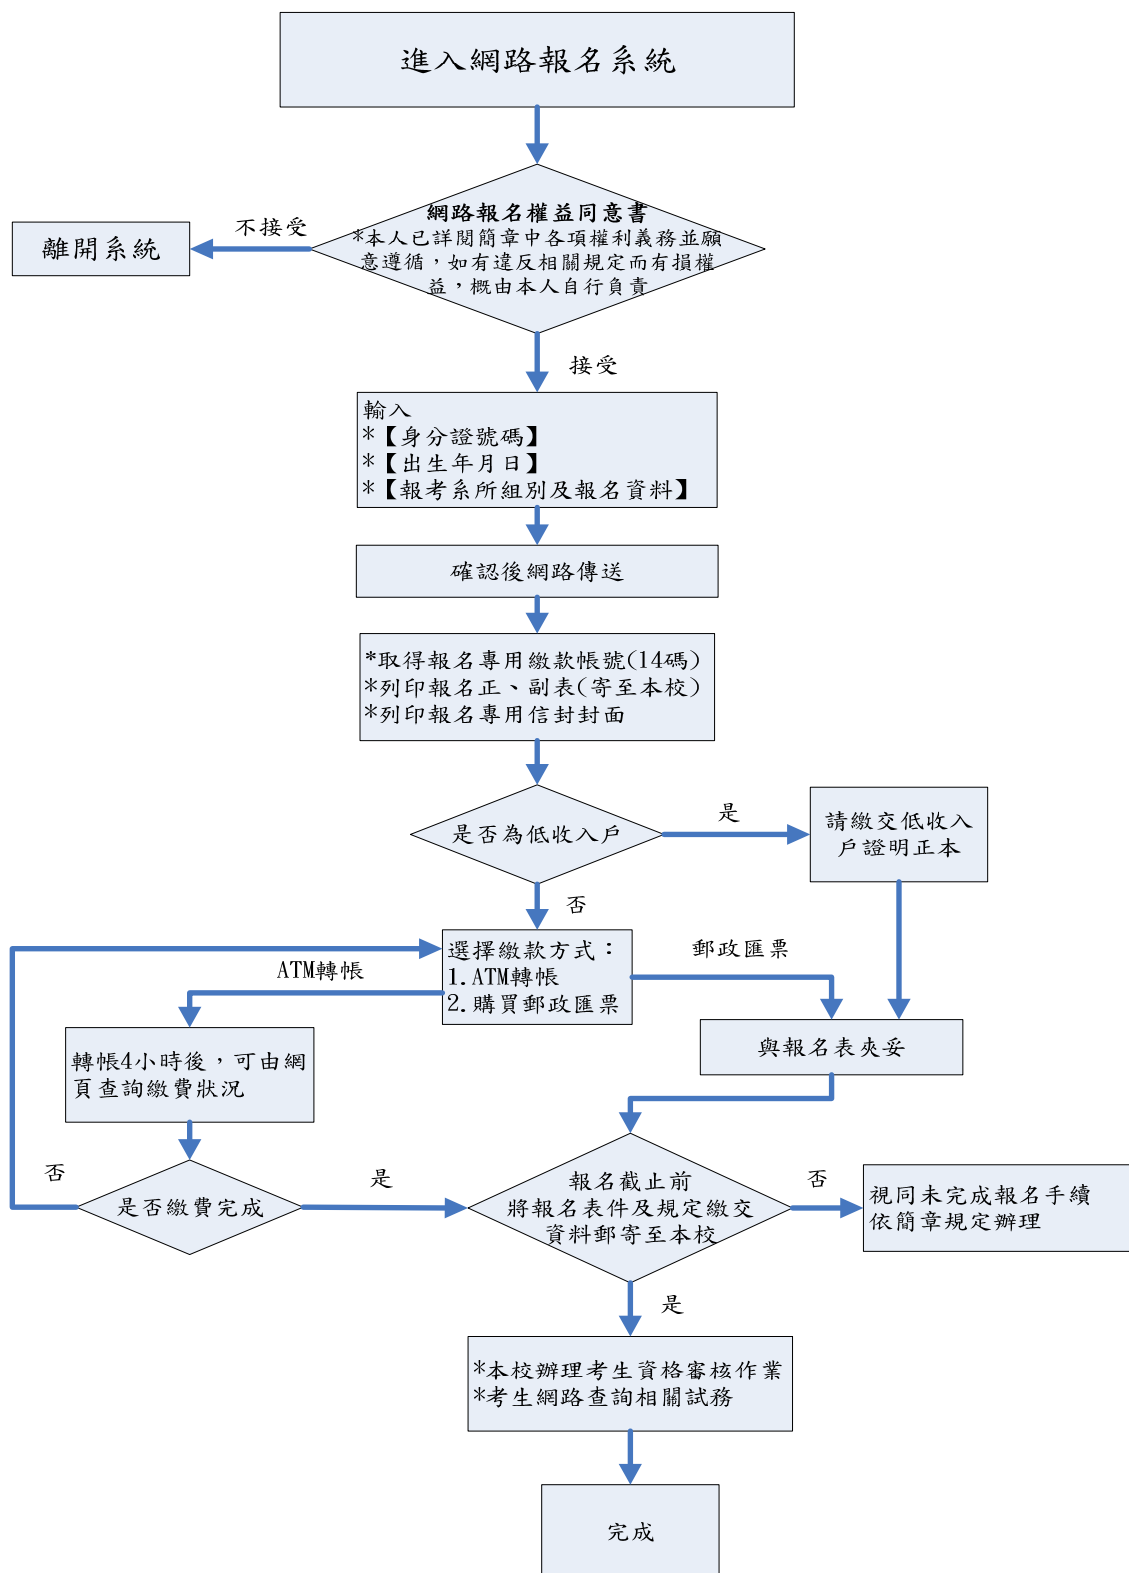 進入網路報名系統
網路報名權益同意書
*本人已詳閱簡章中各項權利義務並願
意遵循，如有違反相關規定而有損權
益，概由本人自行負責
不接受
離開系統
接受
輸入
*【身分證號碼】
*【出生年月日】
*【報考系所組別及報名資料】
確認後網路傳送
*取得報名專用繳款帳號(14碼)
*列印報名正、副表(寄至本校)
*列印報名專用信封封面
是否為低收入戶
是
請繳交低收入
戶證明正本
否
選擇繳款方式：
1.ATM轉帳
2.購買郵政匯票
ATM轉帳
郵政匯票
轉帳4小時後，可由網
頁查詢繳費狀況
與報名表夾妥
是否繳費完成
否
是
報名截止前
將報名表件及規定繳交
資料郵寄至本校
否
視同未完成報名手續
依簡章規定辦理
是
*本校辦理考生資格審核作業
*考生網路查詢相關試務
完成